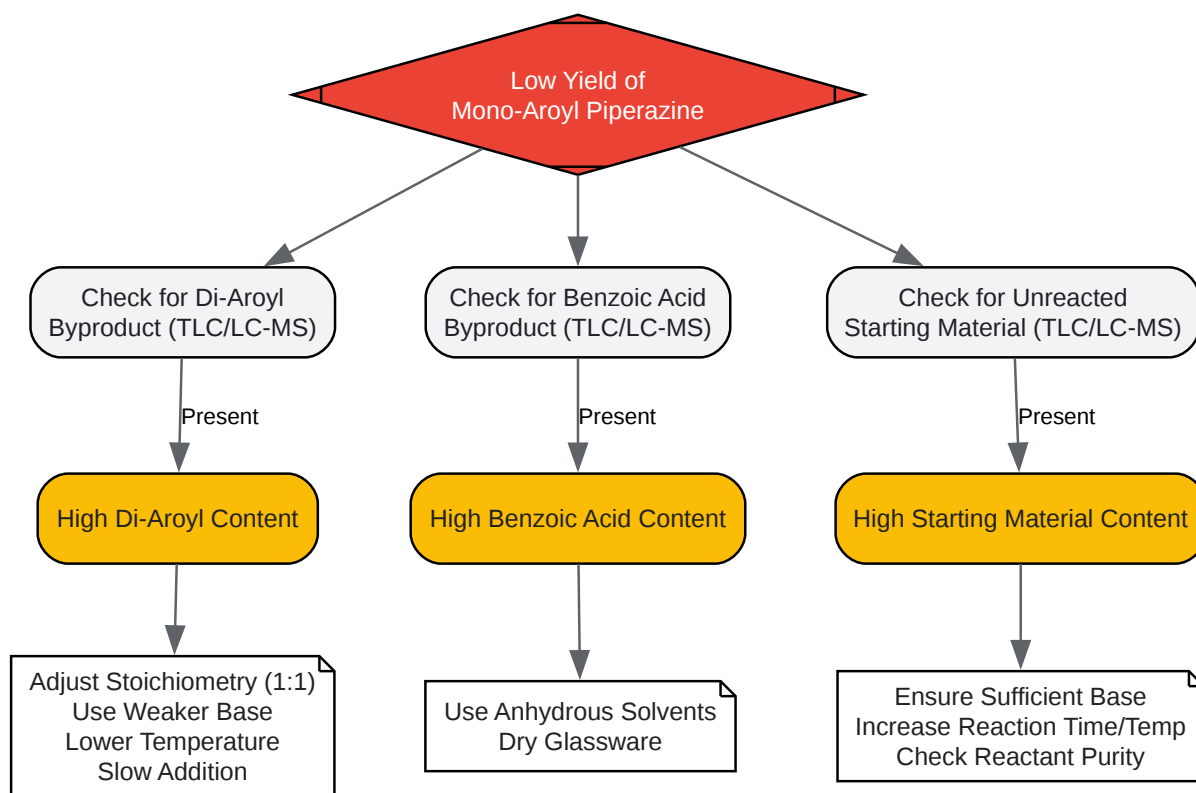 Low Yield of
Mono-Aroyl Piperazine
Check for Di-Aroyl
Byproduct (TLC/LC-MS)
Check for Benzoic Acid
Byproduct (TLC/LC-MS)
Check for Unreacted
Starting Material (TLC/LC-MS)
Present
Present
Present
High Di-Aroyl Content
High Benzoic Acid Content
High Starting Material Content
Adjust Stoichiometry (1:1)
Use Weaker Base
Lower Temperature
Slow Addition
Use Anhydrous Solvents
Dry Glassware
Ensure Sufficient Base
Increase Reaction Time/Temp
Check Reactant Purity